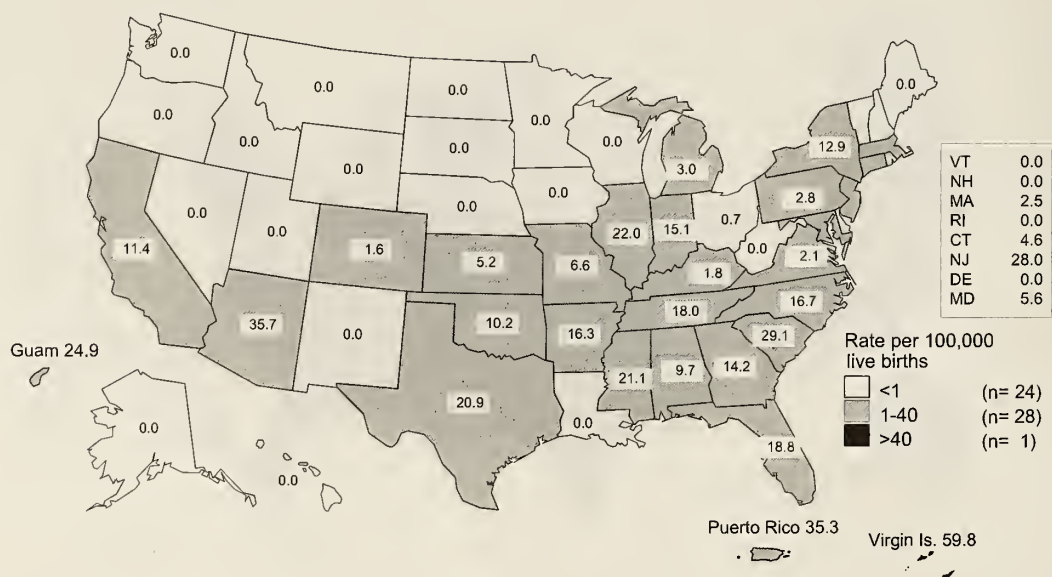 0.0
0.0
0.0
0.0
0.0
0.0
0.0
0.0
0.0
0.0
0.0
12.9
3.0
VT 0.0
NH 0.0
MA 2.5
RI 0.0
CT 4.6
NJ 28.0
DE 0.0
MD 5.6
0.0
0.0
0.0
2.8
0.7
22.0
15.1
0.0
11.4
1.6
5.2
6.6
1.8
2.1
35.7
0.0
10.2
16.3
18.0
16.7
29.1
Guam 24.9
20.9
21.1
9.7
14.2
0.0
18.8
Rate per 100,000
live births
<1 (n= 24)
1-40 (n= 28)
>40 (n= 1)
0.0
0.0
Puerto Rico 35.3
Virgin Is. 59.8